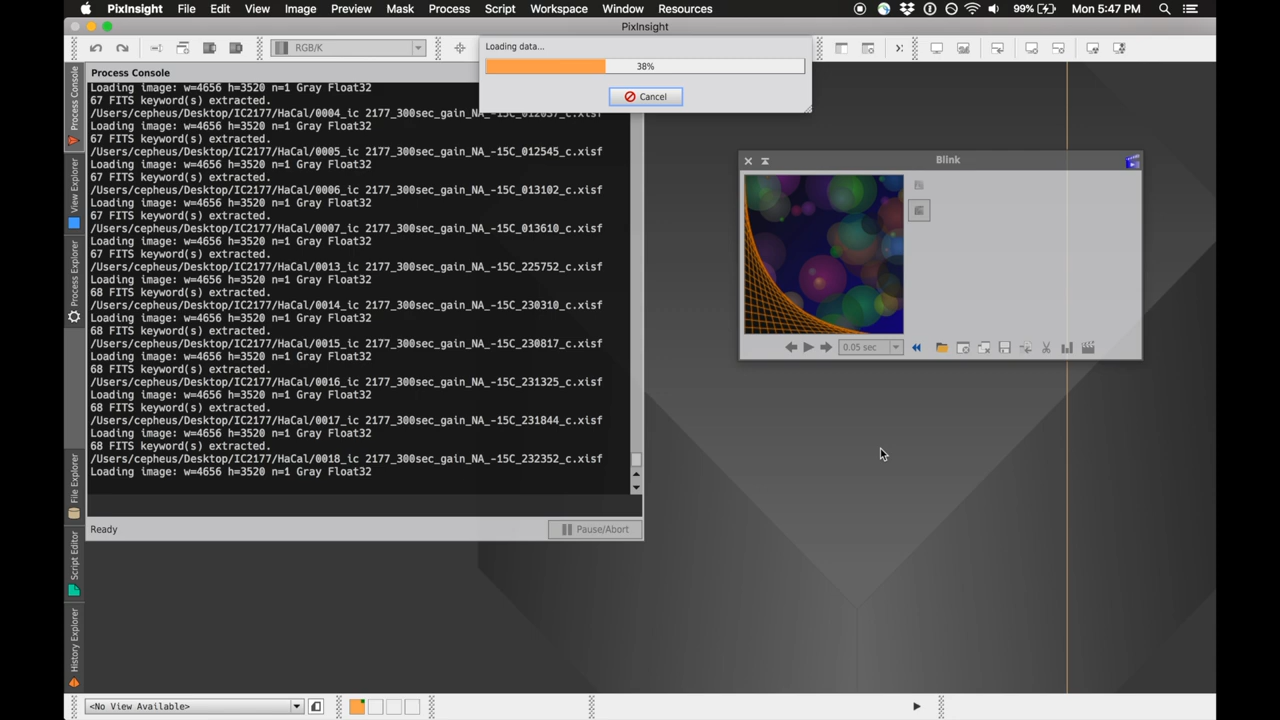 PixInsight File Edit View Image Preview Mask Process Script Workspace Window Resources 99% Mon 5:47 PM
PixInsight
RGB/K
Loading data...
38%
Cancel
Process Console
Loading image: w=4656 h=3520 n=1 Gray Float32
67 FITS keyword(s) extracted.
/Users/cepheus/Desktop/IC2177/HaCal/0004_ic 2177_300sec_gain_NA_-15C_012037_c.xisf
Loading image: w=4656 h=3520 n=1 Gray Float32
67 FITS keyword(s) extracted.
/Users/cepheus/Desktop/IC2177/HaCal/0005_ic 2177_300sec_gain_NA_-15C_012545_c.xisf
Loading image: w=4656 h=3520 n=1 Gray Float32
67 FITS keyword(s) extracted.
/Users/cepheus/Desktop/IC2177/HaCal/0006_ic 2177_300sec_gain_NA_-15C_013102_c.xisf
Loading image: w=4656 h=3520 n=1 Gray Float32
67 FITS keyword(s) extracted.
/Users/cepheus/Desktop/IC2177/HaCal/0007_ic 2177_300sec_gain_NA_-15C_013610_c.xisf
Loading image: w=4656 h=3520 n=1 Gray Float32
67 FITS keyword(s) extracted.
/Users/cepheus/Desktop/IC2177/HaCal/0013_ic 2177_300sec_gain_NA_-15C_225752_c.xisf
Loading image: w=4656 h=3520 n=1 Gray Float32
68 FITS keyword(s) extracted.
/Users/cepheus/Desktop/IC2177/HaCal/0014_ic 2177_300sec_gain_NA_-15C_230310_c.xisf
Loading image: w=4656 h=3520 n=1 Gray Float32
68 FITS keyword(s) extracted.
/Users/cepheus/Desktop/IC2177/HaCal/0015_ic 2177_300sec_gain_NA_-15C_230817_c.xisf
Loading image: w=4656 h=3520 n=1 Gray Float32
68 FITS keyword(s) extracted.
/Users/cepheus/Desktop/IC2177/HaCal/0016_ic 2177_300sec_gain_NA_-15C_231325_c.xisf
Loading image: w=4656 h=3520 n=1 Gray Float32
68 FITS keyword(s) extracted.
/Users/cepheus/Desktop/IC2177/HaCal/0017_ic 2177_300sec_gain_NA_-15C_231844_c.xisf
Loading image: w=4656 h=3520 n=1 Gray Float32
68 FITS keyword(s) extracted.
/Users/cepheus/Desktop/IC2177/HaCal/0018_ic 2177_300sec_gain_NA_-15C_232352_c.xisf
Loading image: w=4656 h=3520 n=1 Gray Float32
Ready
Pause/Abort
Process Console
View Explorer
Process Explorer
File Explorer
Script Editor
History Explorer
Blink
0.05 sec
<No View Available>